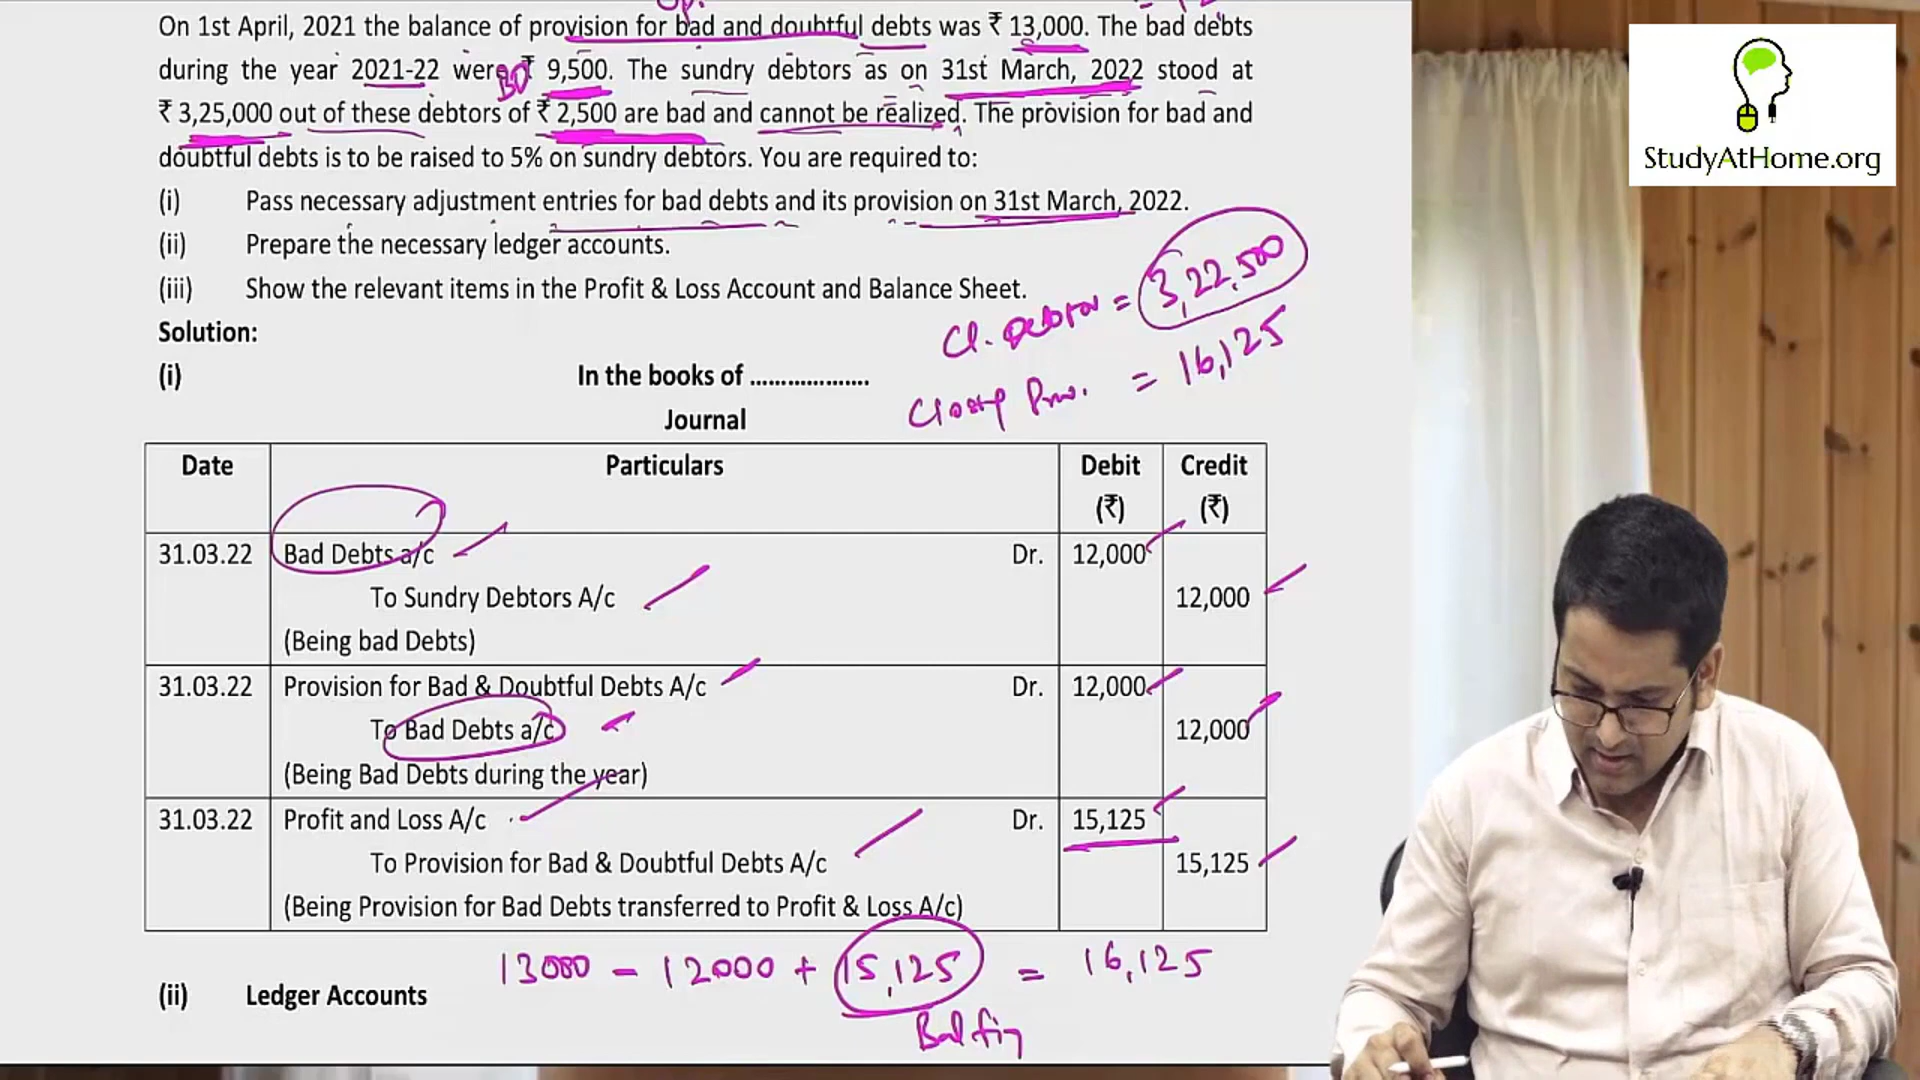 On 1st April, 2021 the balance of provision for bad and doubtful debts was ₹ 13,000. The bad debts
during the year 2021-22 were ₹ 9,500. The sundry debtors as on 31st March, 2022 stood at
BD
₹ 3,25,000 out of these debtors of ₹ 2,500 are bad and cannot be realized. The provision for bad and
doubtful debts is to be raised to 5% on sundry debtors. You are required to:
(i) Pass necessary adjustment entries for bad debts and its provision on 31st March, 2022.
(ii) Prepare the necessary ledger accounts.
(iii) Show the relevant items in the Profit & Loss Account and Balance Sheet.
Cl. Debtor = 3,22,500
Solution:
(i) In the books of ...................
= 16,125
Journal
Date Particulars Debit (₹) Credit (₹)
31.03.22 Bad Debts a/c Dr. 12,000
To Sundry Debtors A/c 12,000
(Being bad Debts)
31.03.22 Provision for Bad & Doubtful Debts A/c Dr. 12,000
To Bad Debts a/c 12,000
(Being Bad Debts during the year)
31.03.22 Profit and Loss A/c Dr. 15,125
To Provision for Bad & Doubtful Debts A/c 15,125
(Being Provision for Bad Debts transferred to Profit & Loss A/c)
13000 - 12000 + 15,125 = 16,125
(ii) Ledger Accounts
Bal fig
StudyAtHome.org